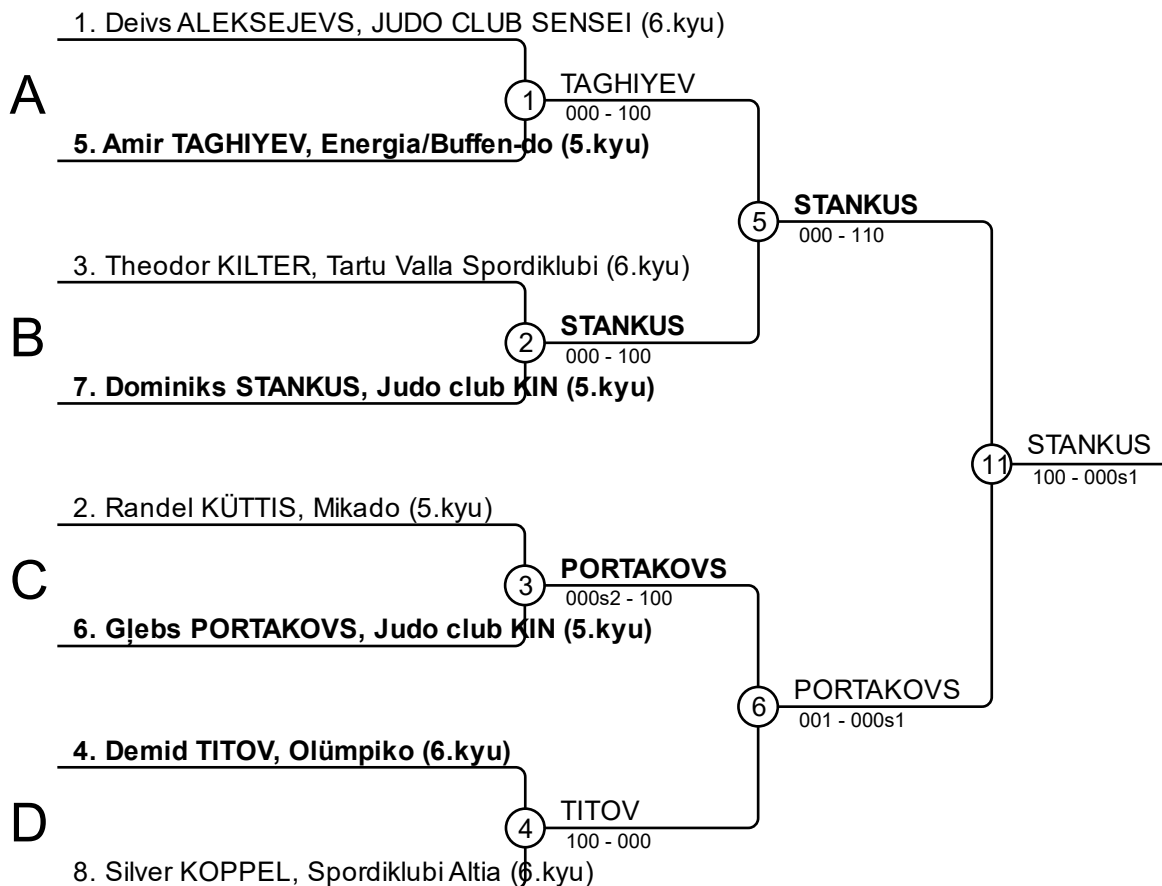 1. Deivs ALEKSEJEVS, JUDO CLUB SENSEI (6.kyu)
A
1
TAGHIYEV
000 - 100
5. Amir TAGHIYEV, Energia/Buffen-do (5.kyu)
5
STANKUS
000 - 110
3. Theodor KILTER, Tartu Valla Spordiklubi (6.kyu)
B
2
STANKUS
000 - 100
7. Dominiks STANKUS, Judo club KIN (5.kyu)
11
STANKUS
100 - 000s1
2. Randel KÜTTIS, Mikado (5.kyu)
C
3
PORTAKOVS
000s2 - 100
6. Gļebs PORTAKOVS, Judo club KIN (5.kyu)
6
PORTAKOVS
001 - 000s1
4. Demid TITOV, Olümpiko (6.kyu)
D
4
TITOV
100 - 000
8. Silver KOPPEL, Spordiklubi Altia (6.kyu)